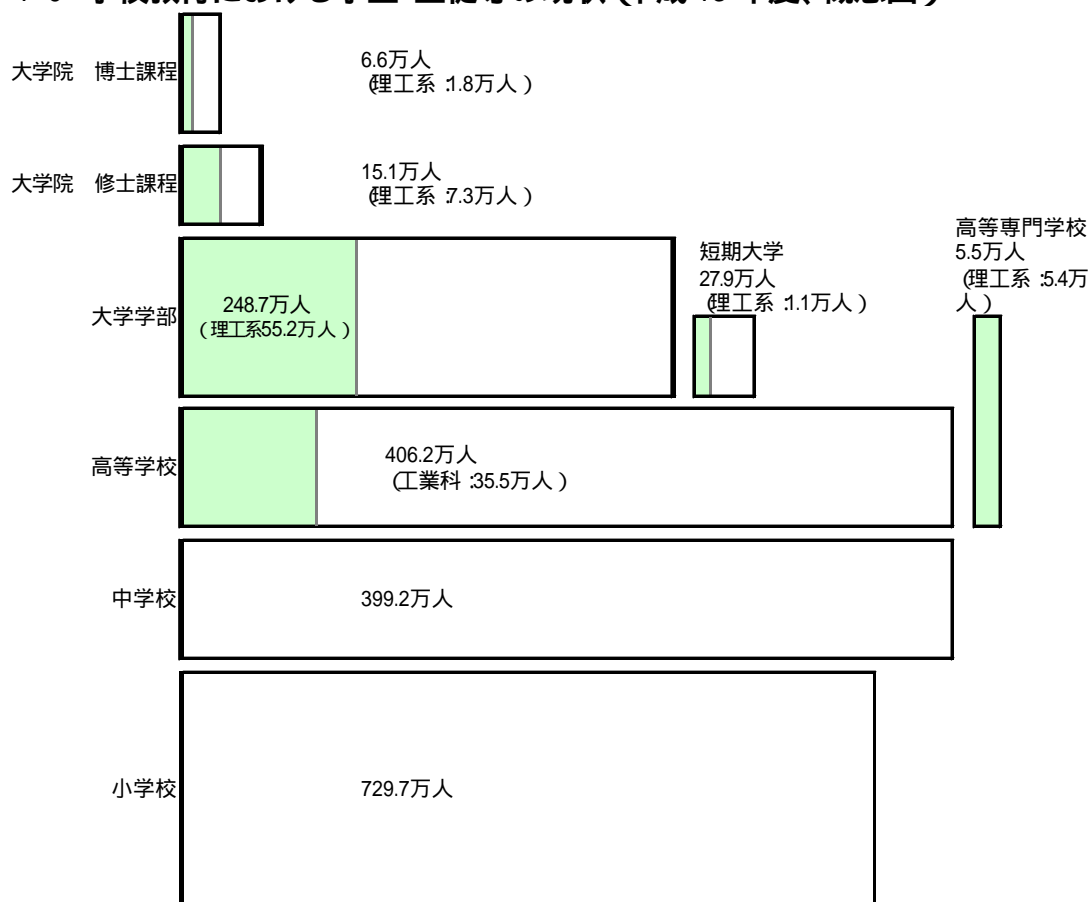 大学院 博士課程
6.6万人
(理工系:1.8万人)
大学院 修士課程
15.1万人
(理工系:7.3万人)
高等専門学校
5.5万人
(理工系:5.4万
人)
短期大学
27.9万人
(理工系:1.1万人)
大学学部
248.7万人
(理工系55.2万人)
高等学校
406.2万人
(工業科:35.5万人)
中学校
399.2万人
小学校
729.7万人